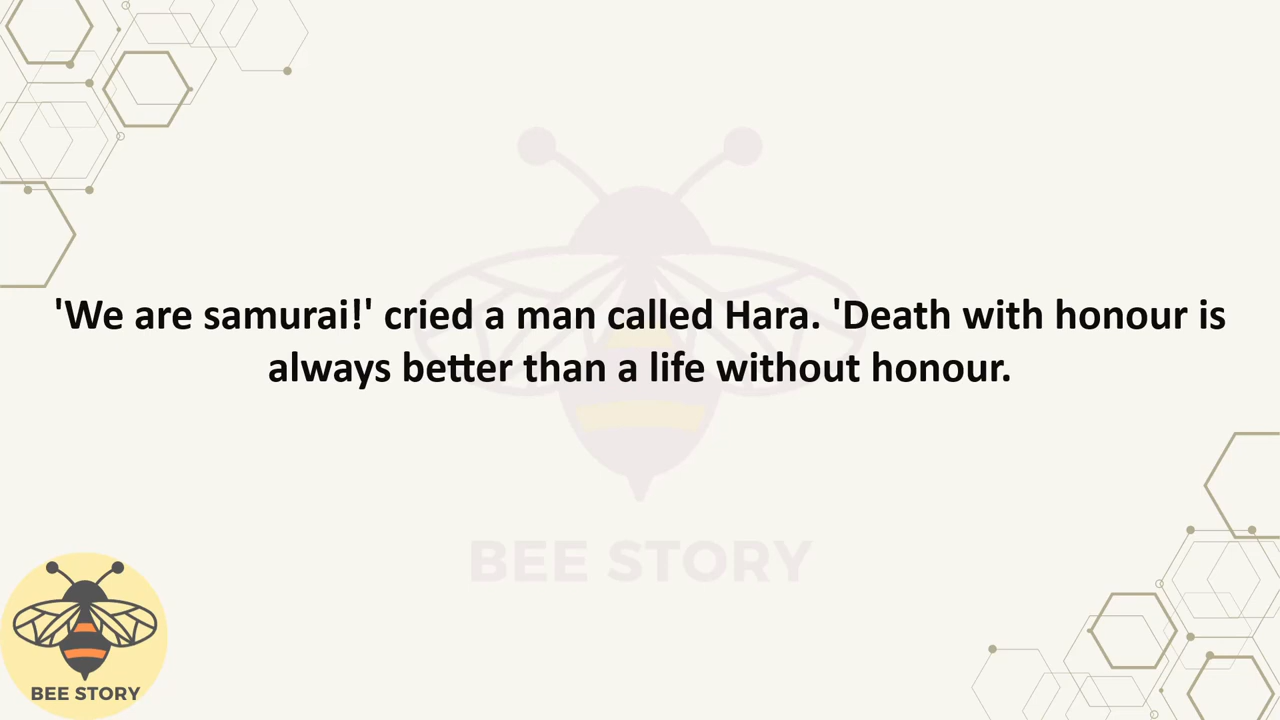 'We are samurai!' cried a man called Hara. 'Death with honour is
always better than a life without honour.
BEE STORY
BEE STORY